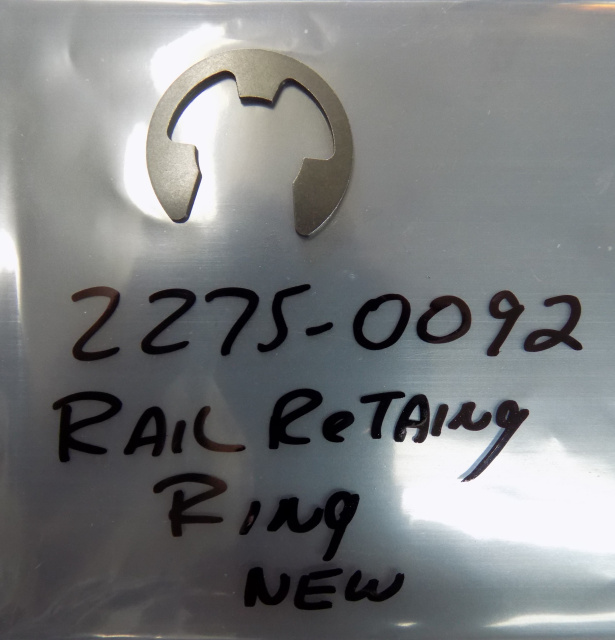 2275-0092
RAIL ReTAINg
RINg
NEW